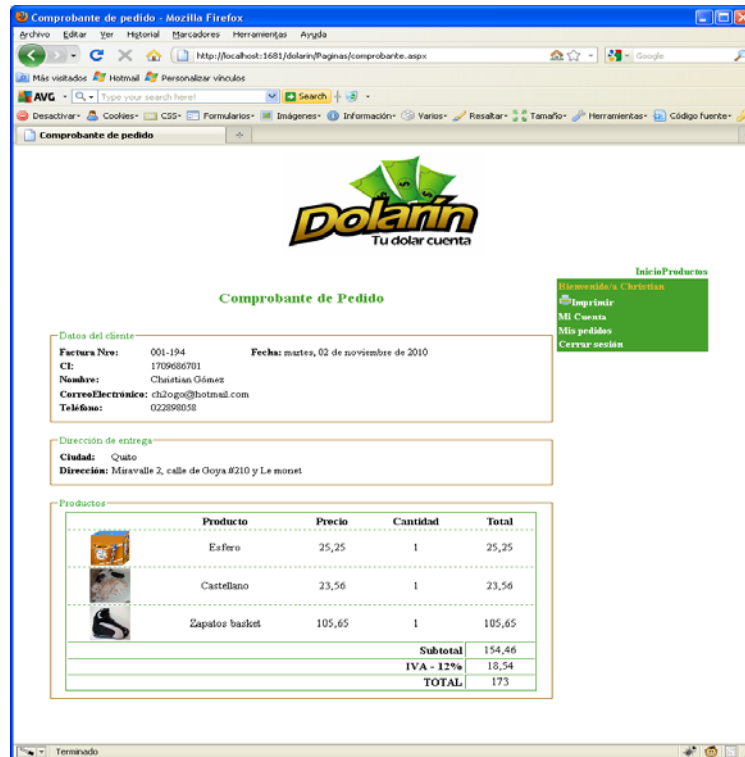 Comprobante de pedido - Mozilla Firefox
Archivo Editar Ver Historial Marcadores Herramientas Ayuda
http://localhost:1681/dolarin/Paginas/comprobante.aspx
Google
Más visitados Hotmail Personalizar vínculos
AVG Type your search here! Search
Desactivar Cookies CSS Formularios Imágenes Información Varios Resaltar Tamaño Herramientas Código fuente
Comprobante de pedido
Dolarín
Tu dolar cuenta
InicioProductos
Bienvenido/a Christian
Imprimir
Mi Cuenta
Mis pedidos
Cerrar sesión
Comprobante de Pedido
Datos del cliente
Factura Nro: 001-194 Fecha: martes, 02 de noviembre de 2010
CI: 1709686701
Nombre: Christian Gómez
CorreoElectrónico: ch2ogo@hotmail.com
Teléfono: 022898058
Dirección de entrega
Ciudad: Quito
Dirección: Miravalle 2, calle de Goya #210 y Le monet
Productos
Producto Precio Cantidad Total
Esfero 25,25 1 25,25
Castellano 23,56 1 23,56
Zapatos basket 105,65 1 105,65
Subtotal 154,46
IVA - 12% 18,54
TOTAL 173
Terminado